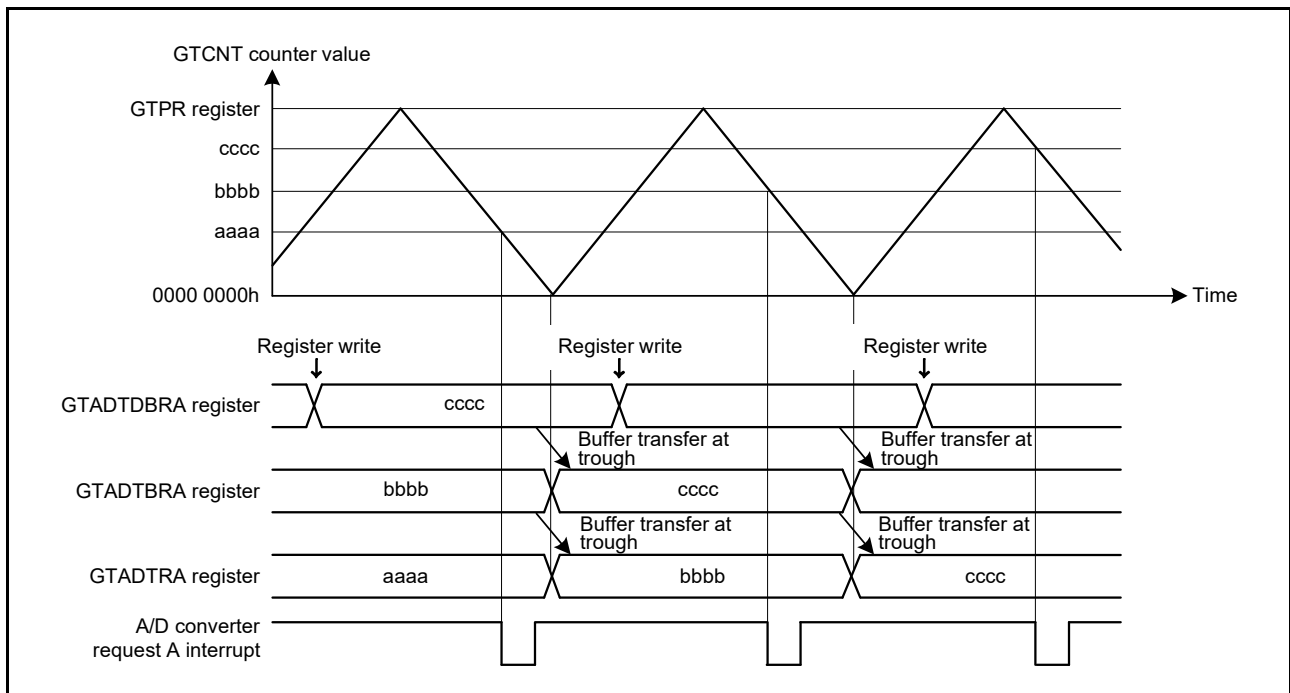 GTCNT counter value
GTPR register
cccc
bbbb
aaaa
0000 0000h
Time
Register write
Register write
Register write
GTADTDBRA register
cccc
Buffer transfer at
trough
Buffer transfer at
trough
GTADTBRA register
bbbb
cccc
Buffer transfer at
trough
Buffer transfer at
trough
GTADTRA register
aaaa
bbbb
cccc
A/D converter
request A interrupt